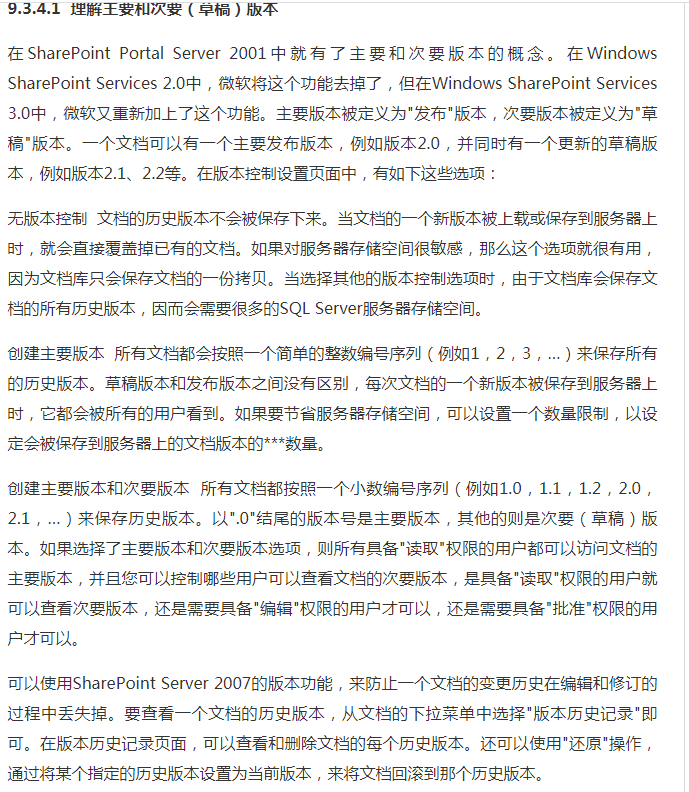 9.3.4.1 理解主要和次要（草稿）版本
在SharePoint Portal Server 2001中就有了主要和次要版本的概念。在Windows
SharePoint Services 2.0中，微软将这个功能去掉了，但在Windows SharePoint Services
3.0中，微软又重新加上了这个功能。主要版本被定义为"发布"版本，次要版本被定义为"草
稿"版本。一个文档可以有一个主要发布版本，例如版本2.0，并同时有一个更新的草稿版
本，例如版本2.1、2.2等。在版本控制设置页面中，有如下这些选项：
无版本控制 文档的历史版本不会被保存下来。当文档的一个新版本被上载或保存到服务器上
时，就会直接覆盖掉已有的文档。如果对服务器存储空间很敏感，那么这个选项就很有用，
因为文档库只会保存文档的一份拷贝。当选择其他的版本控制选项时，由于文档库会保存文
档的所有历史版本，因而会需要很多的SQL Server服务器存储空间。
创建主要版本 所有文档都会按照一个简单的整数编号序列（例如1，2，3，…）来保存所有
的历史版本。草稿版本和发布版本之间没有区别，每次文档的一个新版本被保存到服务器上
时，它都会被所有的用户看到。如果要节省服务器存储空间，可以设置一个数量限制，以设
定会被保存到服务器上的文档版本的***数量。
创建主要版本和次要版本 所有文档都按照一个小数编号序列（例如1.0，1.1，1.2，2.0，
2.1，…）来保存历史版本。以".0"结尾的版本号是主要版本，其他的则是次要（草稿）版
本。如果选择了主要版本和次要版本选项，则所有具备"读取"权限的用户都可以访问文档的
主要版本，并且您可以控制哪些用户可以查看文档的次要版本，是具备"读取"权限的用户就
可以查看次要版本，还是需要具备"编辑"权限的用户才可以，还是需要具备"批准"权限的用
户才可以。
可以使用SharePoint Server 2007的版本功能，来防止一个文档的变更历史在编辑和修订的
过程中丢失掉。要查看一个文档的历史版本，从文档的下拉菜单中选择"版本历史记录"即
可。在版本历史记录页面，可以查看和删除文档的每个历史版本。还可以使用"还原"操作，
通过将某个指定的历史版本设置为当前版本，来将文档回滚到那个历史版本。